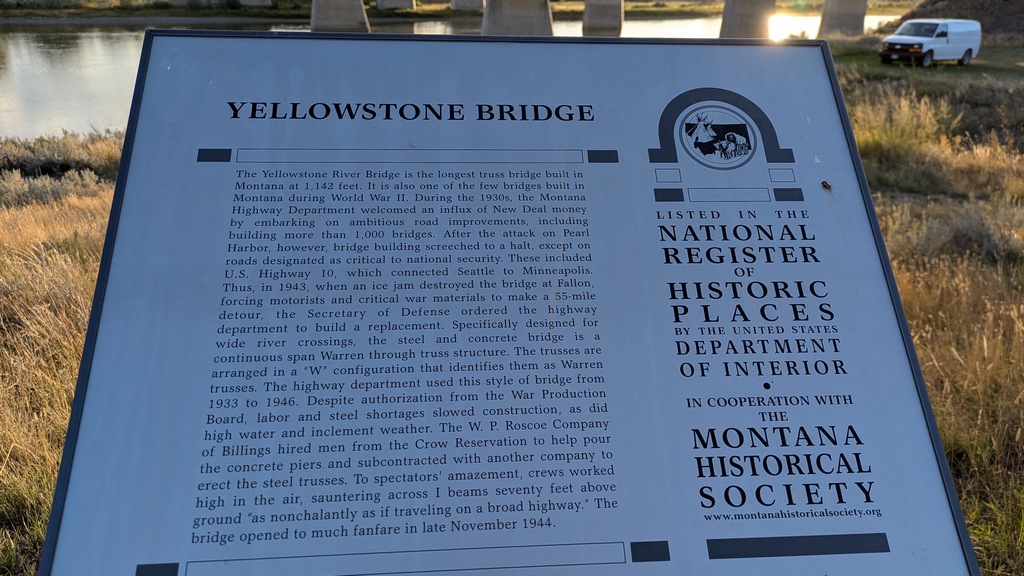 YELLOWSTONE BRIDGE
The Yellowstone River Bridge is the longest truss bridge built in
Montana at 1,142 feet. It is also one of the few bridges built in
Montana during World War II. During the 1930s, the Montana
Highway Department welcomed an influx of New Deal money
by embarking on ambitious road improvements, including
building more than 1,000 bridges. After the attack on Pearl
Harbor, however, bridge building screeched to a halt, except on
roads designated as critical to national security. These included
U.S. Highway 10, which connected Seattle to Minneapolis.
Thus, in 1943, when an ice jam destroyed the bridge at Fallon,
forcing motorists and critical war materials to make a 55-mile
detour, the Secretary of Defense ordered the highway
department to build a replacement. Specifically designed for
wide river crossings, the steel and concrete bridge is a
continuous span Warren through truss structure. The trusses are
arranged in a "W" configuration that identifies them as Warren
trusses. The highway department used this style of bridge from
1933 to 1946. Despite authorization from the War Production
Board, labor and steel shortages slowed construction, as did
high water and inclement weather. The W. P. Roscoe Company
of Billings hired men from the Crow Reservation to help pour
the concrete piers and subcontracted with another company to
erect the steel trusses. To spectators' amazement, crews worked
high in the air, sauntering across I beams seventy feet above
ground "as nonchalantly as if traveling on a broad highway." The
bridge opened to much fanfare in late November 1944.
LISTED IN THE
NATIONAL
REGISTER
OF
HISTORIC
PLACES
BY THE UNITED STATES
DEPARTMENT
OF INTERIOR
•
IN COOPERATION WITH
THE
MONTANA
HISTORICAL
SOCIETY
www.montanahistoricalsociety.org